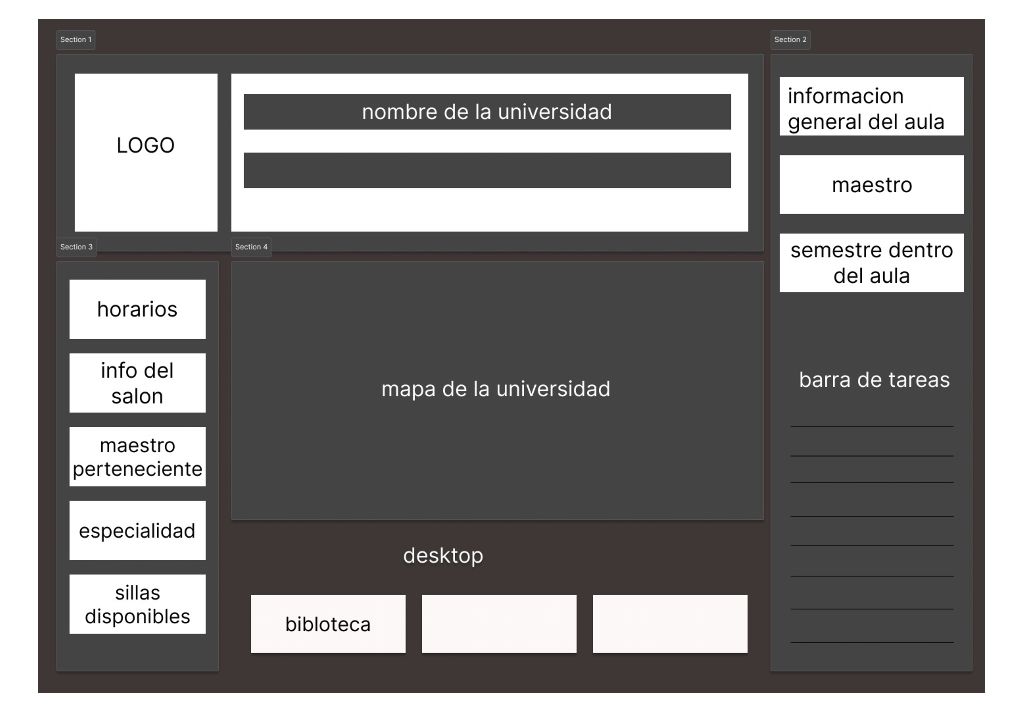 Section 1
LOGO
nombre de la universidad
Section 2
informacion
general del aula
maestro
semestre dentro
del aula
barra de tareas
Section 3
horarios
info del
salon
maestro
perteneciente
especialidad
sillas
disponibles
Section 4
mapa de la universidad
desktop
bibloteca